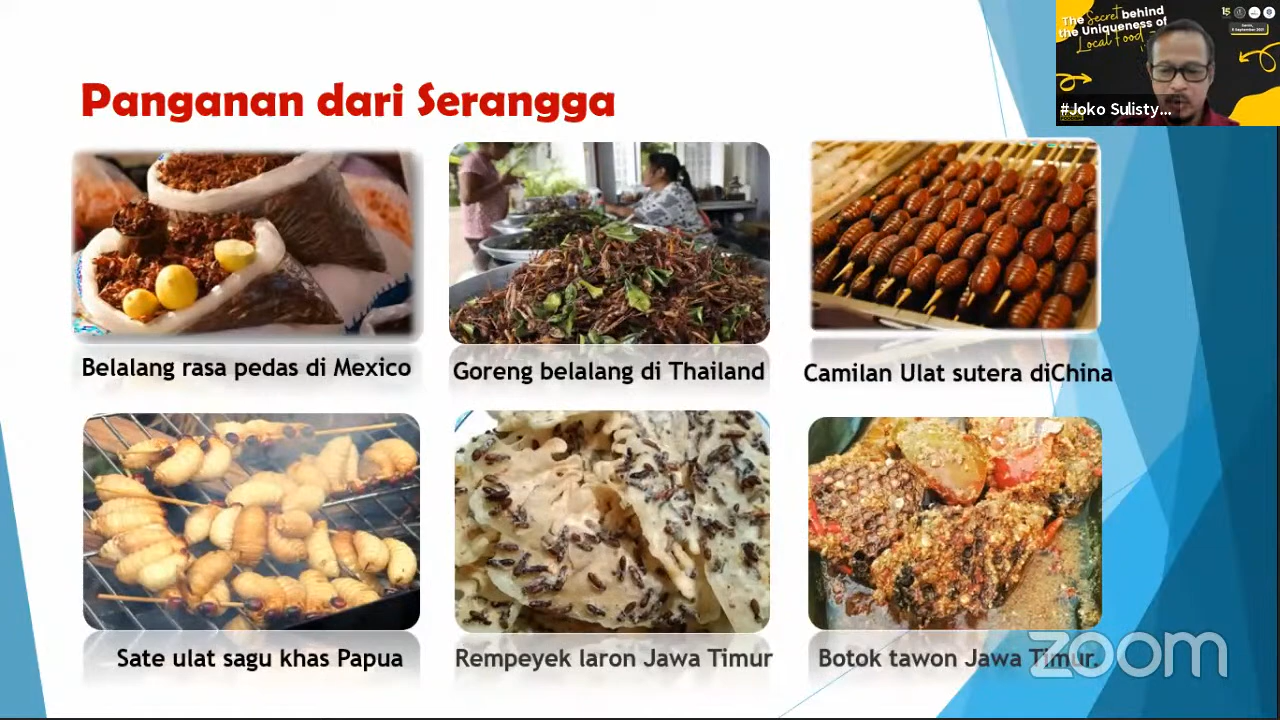 Panganan dari Serangga
The Secret behind
the Uniqueness of
Local Food
#Joko Sulisty...
Belalang rasa pedas di Mexico
Goreng belalang di Thailand
Camilan Ulat sutera diChina
Sate ulat sagu khas Papua
Rempeyek laron Jawa Timur
Botok tawon Jawa Timur.
zoom